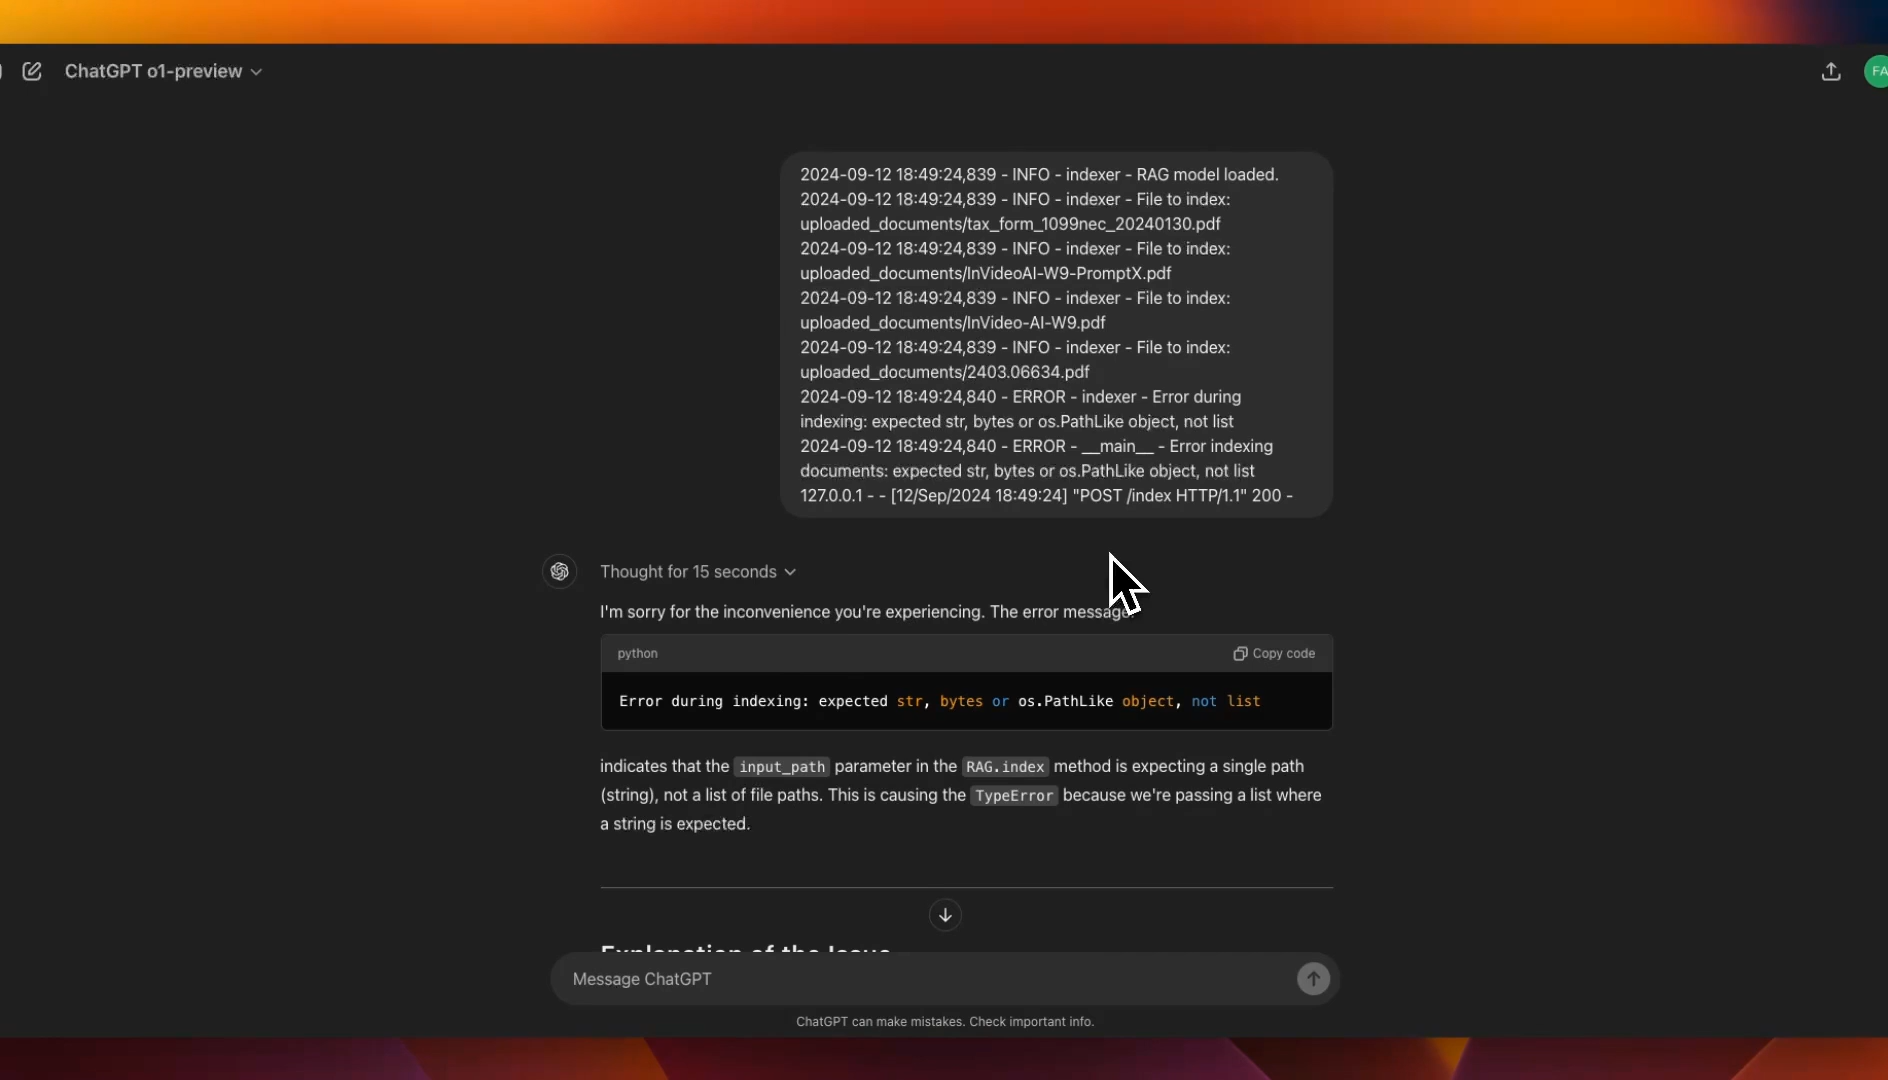 ChatGPT o1-preview
FA
2024-09-12 18:49:24,839 - INFO - indexer - RAG model loaded.
2024-09-12 18:49:24,839 - INFO - indexer - File to index:
uploaded_documents/tax_form_1099nec_20240130.pdf
2024-09-12 18:49:24,839 - INFO - indexer - File to index:
uploaded_documents/InVideoAI-W9-PromptX.pdf
2024-09-12 18:49:24,839 - INFO - indexer - File to index:
uploaded_documents/InVideo-AI-W9.pdf
2024-09-12 18:49:24,839 - INFO - indexer - File to index:
uploaded_documents/2403.06634.pdf
2024-09-12 18:49:24,840 - ERROR - indexer - Error during
indexing: expected str, bytes or os.PathLike object, not list
2024-09-12 18:49:24,840 - ERROR - __main__ - Error indexing
documents: expected str, bytes or os.PathLike object, not list
127.0.0.1 - - [12/Sep/2024 18:49:24] "POST /index HTTP/1.1" 200 -
Thought for 15 seconds
I'm sorry for the inconvenience you're experiencing. The error message:
python
Copy code
Error during indexing: expected str, bytes or os.PathLike object, not list
indicates that the input_path parameter in the RAG.index method is expecting a single path
(string), not a list of file paths. This is causing the TypeError because we're passing a list where
a string is expected.
Explanation of the Issue
Message ChatGPT
ChatGPT can make mistakes. Check important info.